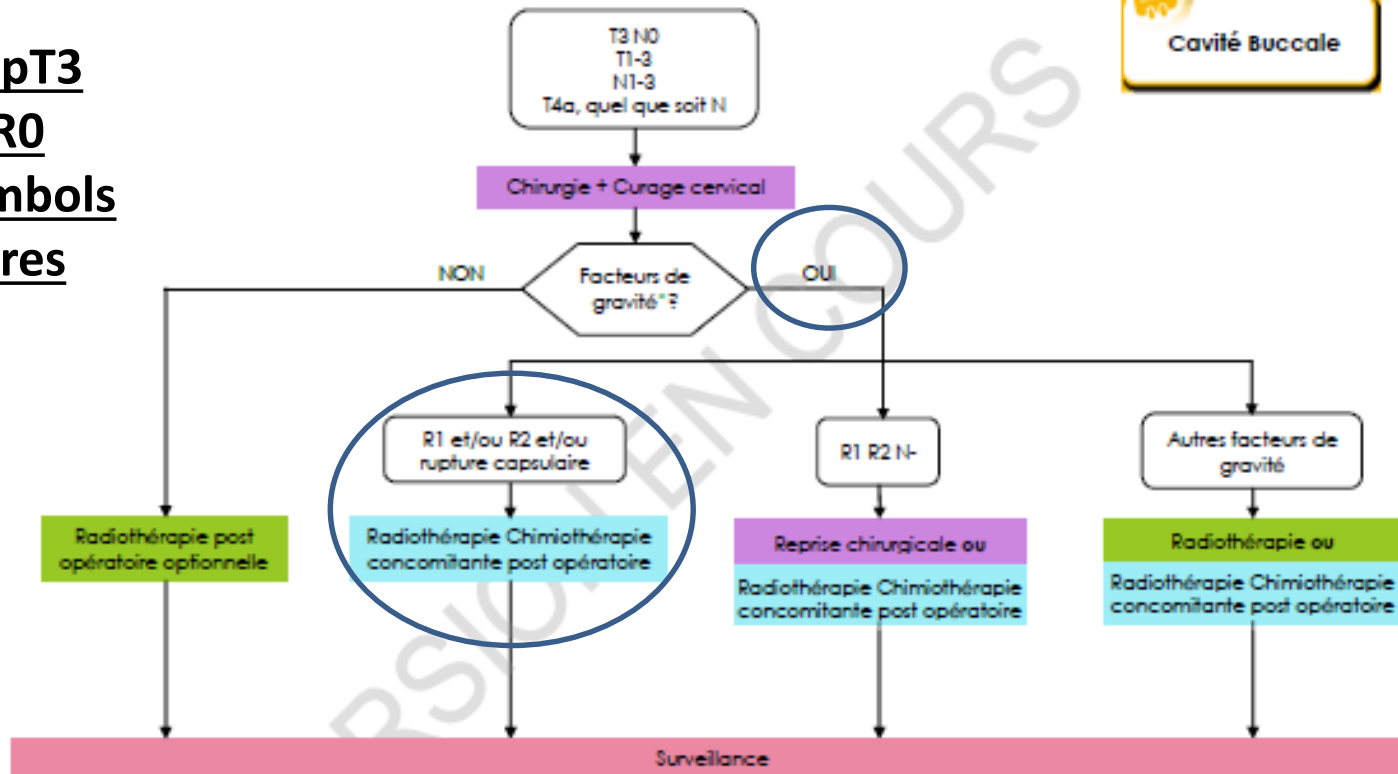 pT3
R0
mbols
res
Cavité Buccale
T3 N0
T1-3
N1-3
T4a, quel que soit N
Chirurgie + Curage cervical
NON
Facteurs de
gravité*?
OUI
R1 et/ou R2 et/ou
rupture capsulaire
R1 R2 N-
Autres facteurs de
gravité
Radiothérapie post
opératoire optionnelle
Radiothérapie Chimiothérapie
concomitante post opératoire
Reprise chirurgicale ou
Radiothérapie Chimiothérapie
concomitante post opératoire
Radiothérapie ou
Radiothérapie Chimiothérapie
concomitante post opératoire
Surveillance
RSION EN COURS